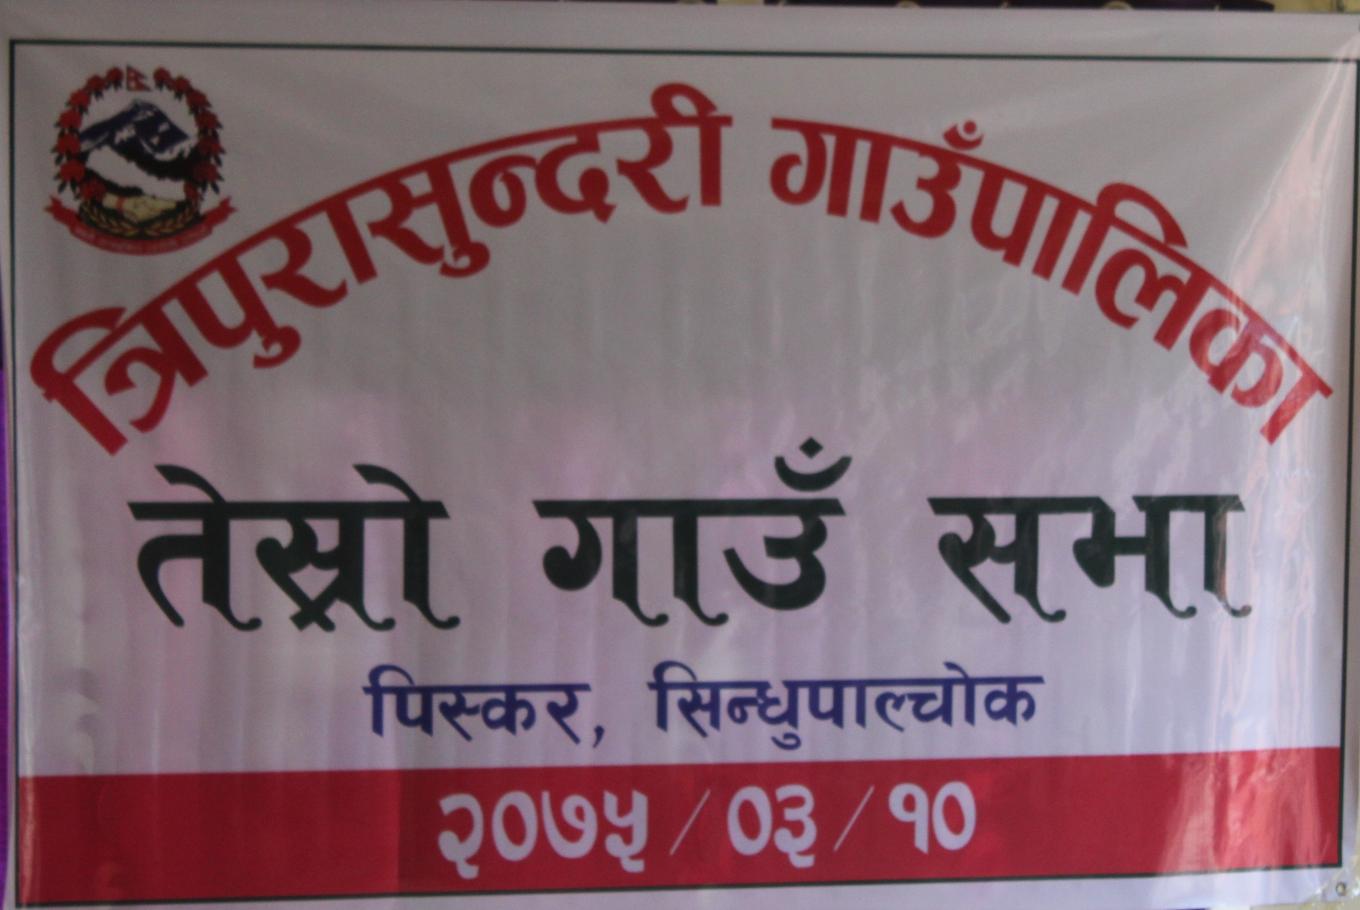 त्रिपुरासुन्दरी गाउँपालिका
तेस्रो गाउँ सभा
पिस्कर, सिन्धुपाल्चोक
२०७५/०३/१०